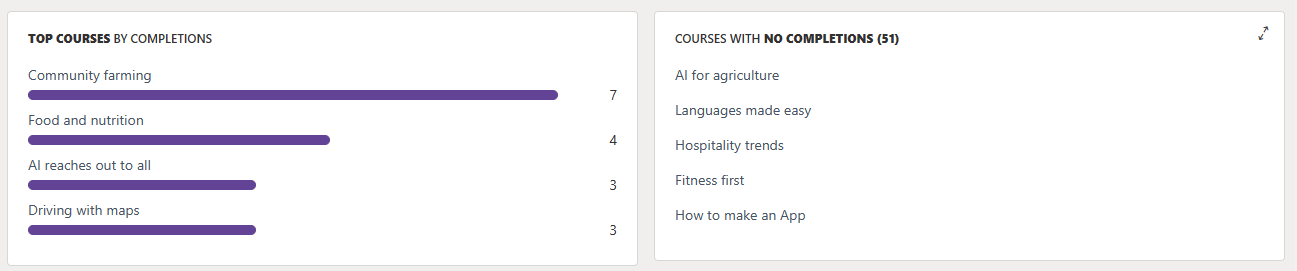 TOP COURSES BY COMPLETIONS
Community farming
7
Food and nutrition
4
AI reaches out to all
3
Driving with maps
3
COURSES WITH NO COMPLETIONS (51)
AI for agriculture
Languages made easy
Hospitality trends
Fitness first
How to make an App